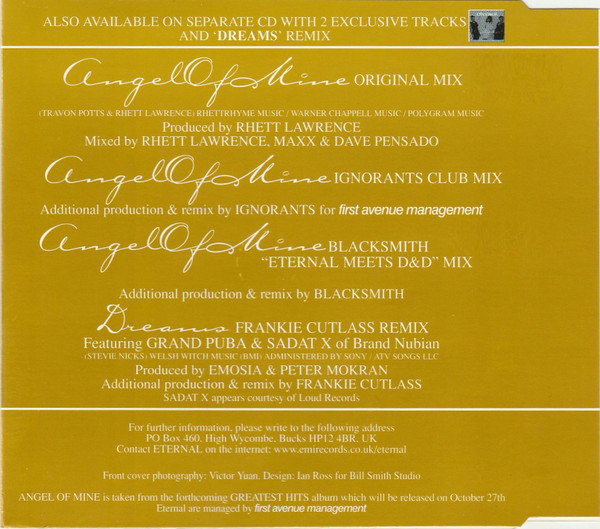 ALSO AVAILABLE ON SEPARATE CD WITH 2 EXCLUSIVE TRACKS
AND ‘DREAMS’ REMIX
Angel Of Mine ORIGINAL MIX
(TRAVON POTTS & RHETT LAWRENCE) RHETTRHYME MUSIC / WARNER CHAPPELL MUSIC / POLYGRAM MUSIC
Produced by RHETT LAWRENCE
Mixed by RHETT LAWRENCE, MAXX & DAVE PENSADO
Angel Of Mine IGNORANTS CLUB MIX
Additional production & remix by IGNORANTS for first avenue management
Angel Of Mine BLACKSMITH
“ETERNAL MEETS D&D” MIX
Additional production & remix by BLACKSMITH
Dreams FRANKIE CUTLASS REMIX
Featuring GRAND PUBA & SADAT X of Brand Nubian
(STEVIE NICKS) WELSH WITCH MUSIC (BMI) ADMINISTERED BY SONY / ATV SONGS LLC
Produced by EMOSIA & PETER MOKRAN
Additional production & remix by FRANKIE CUTLASS
SADAT X appears courtesy of Loud Records
For further information, please write to the following address
PO Box 460, High Wycombe, Bucks HP12 4BR, UK
Contact ETERNAL on the internet; www.emirecords.co.uk/eternal
Front cover photography: Victor Yuan. Design: Ian Ross for Bill Smith Studio
ANGEL OF MINE is taken from the forthcoming GREATEST HITS album which will be released on October 27th
Eternal are managed by first avenue management